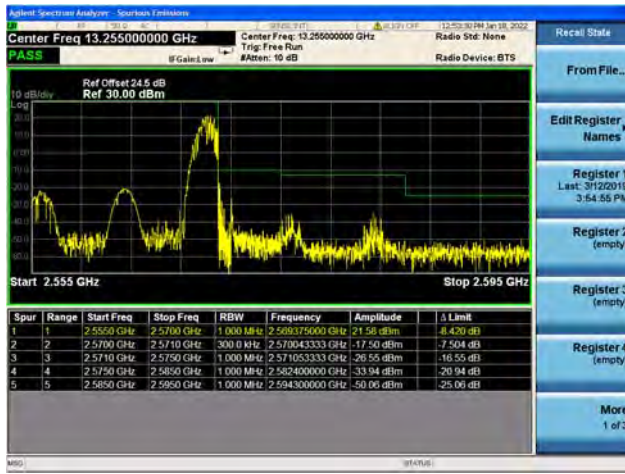 Agilent Spectrum Analyzer - Spurious Emissions
SENSE:INT ALIGN OFF 12:53:30 PM Jan 18, 2022
Center Freq 13.255000000 GHz
Center Freq: 13.255000000 GHz
Radio Std: None
Trig: Free Run
PASS
IFGain:Low
#Atten: 10 dB
Radio Device: BTS
Ref Offset 24.5 dB
10 dB/div Ref 30.00 dBm
Log
Start 2.555 GHz
Stop 2.595 GHz
Spur Range Start Freq Stop Freq RBW Frequency Amplitude Δ Limit
1 1 2.5550 GHz 2.5700 GHz 1.000 MHz 2.569375000 GHz 21.58 dBm -8.420 dB
2 2 2.5700 GHz 2.5710 GHz 300.0 kHz 2.570043333 GHz -17.50 dBm -7.504 dB
3 3 2.5710 GHz 2.5750 GHz 1.000 MHz 2.571053333 GHz -26.55 dBm -16.55 dB
4 4 2.5750 GHz 2.5850 GHz 1.000 MHz 2.582400000 GHz -33.94 dBm -20.94 dB
5 5 2.5850 GHz 2.5950 GHz 1.000 MHz 2.594300000 GHz -50.06 dBm -25.06 dB
MSG
STATUS
Recall State
From File...
Edit Register
Names
Register
Last: 3/12/2019
3:54:55 PM
Register 2
(empty
Register 3
(empty
Register 4
(empty
More
1 of 3